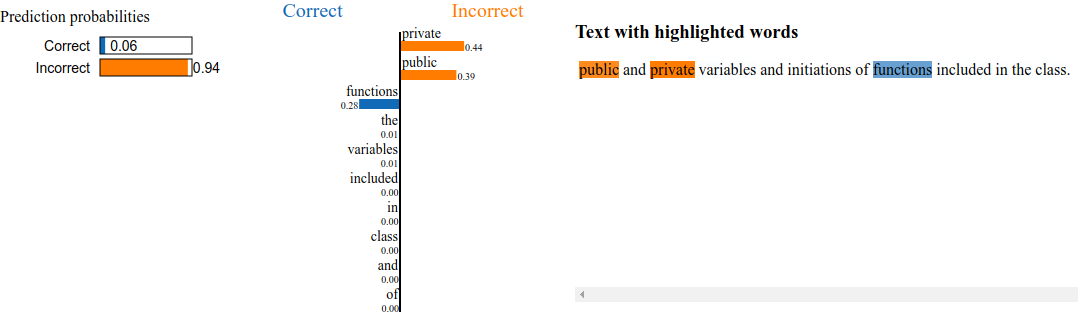 Prediction probabilities
Correct 0.06
Incorrect 0.94
Correct Incorrect
private
0.44
public
0.39
functions
0.28
the
0.01
variables
0.01
included
0.00
in
0.00
class
0.00
and
0.00
of
0.00
Text with highlighted words
public and private variables and initiations of functions included in the class.